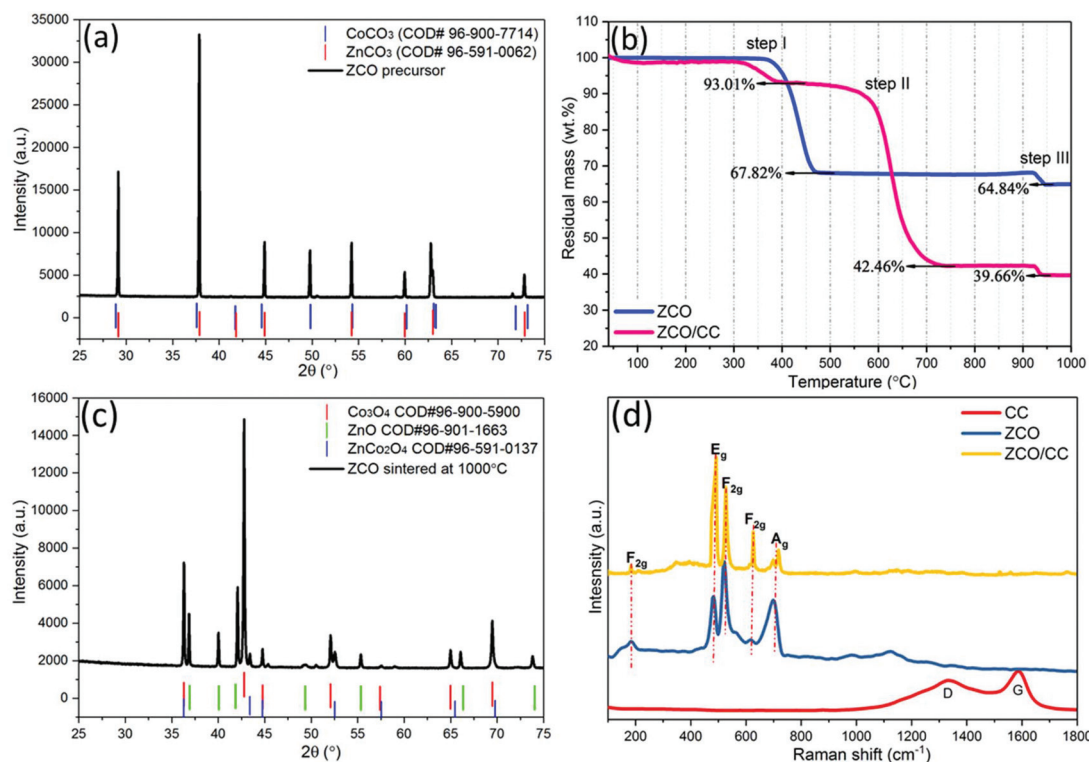 (a)
CoCO₃ (COD# 96-900-7714)
ZnCO₃ (COD# 96-591-0062)
ZCO precursor
Intensity (a.u.)
35000
30000
25000
20000
15000
10000
5000
0
25 30 35 40 45 50 55 60 65 70 75
2θ (°)
(b)
step I
step II
step III
93.01%
67.82%
64.84%
42.46%
39.66%
ZCO
ZCO/CC
Residual mass (wt.%)
110
100
90
80
70
60
50
40
30
20
100 200 300 400 500 600 700 800 900 1000
Temperature (°C)
(c)
Co₃O₄ COD#96-900-5900
ZnO COD#96-901-1663
ZnCo₂O₄ COD#96-591-0137
ZCO sintered at 1000°C
Intensity (a.u.)
16000
14000
12000
10000
8000
6000
4000
2000
0
25 30 35 40 45 50 55 60 65 70 75
2θ (°)
(d)
CC
ZCO
ZCO/CC
E₉
F₂g
F₂g
A₉
F₂g
D
G
Intesnsity (a.u.)
200 400 600 800 1000 1200 1400 1600 1800
Raman shift (cm⁻¹)